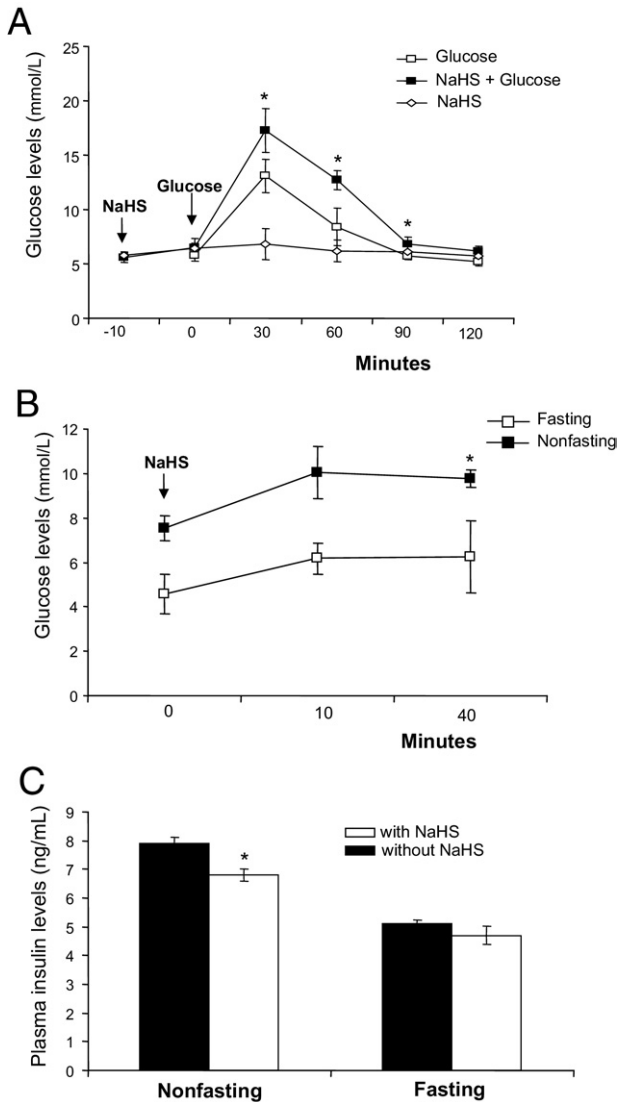 A
Glucose levels (mmol/L)
25
20
15
10
5
0
Glucose
NaHS + Glucose
NaHS
*
*
*
NaHS
Glucose
-10
0
30
60
90
120
Minutes
B
Glucose levels (mmol/L)
12
10
8
6
4
2
0
Fasting
Nonfasting
NaHS
*
0
10
40
Minutes
C
Plasma insulin levels (ng/mL)
9
8
7
6
5
4
3
2
1
0
with NaHS
without NaHS
*
Nonfasting
Fasting